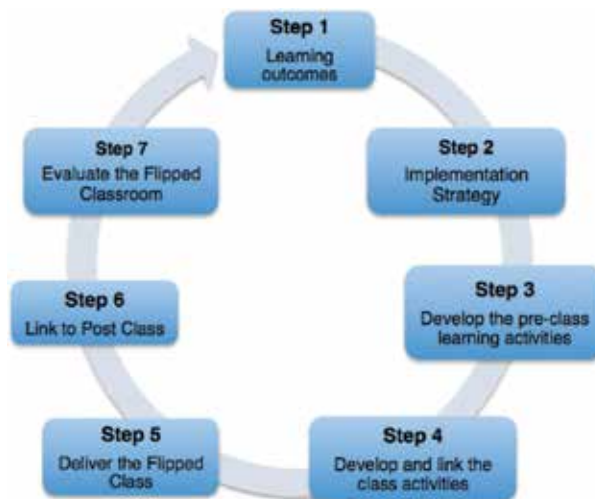 Step 1
Learning
outcomes
Step 2
Implementation
Strategy
Step 3
Develop the pre-class
learning activities
Step 4
Develop and link the
class activities
Step 5
Deliver the Flipped
Class
Step 6
Link to Post Class
Step 7
Evaluate the Flipped
Classroom